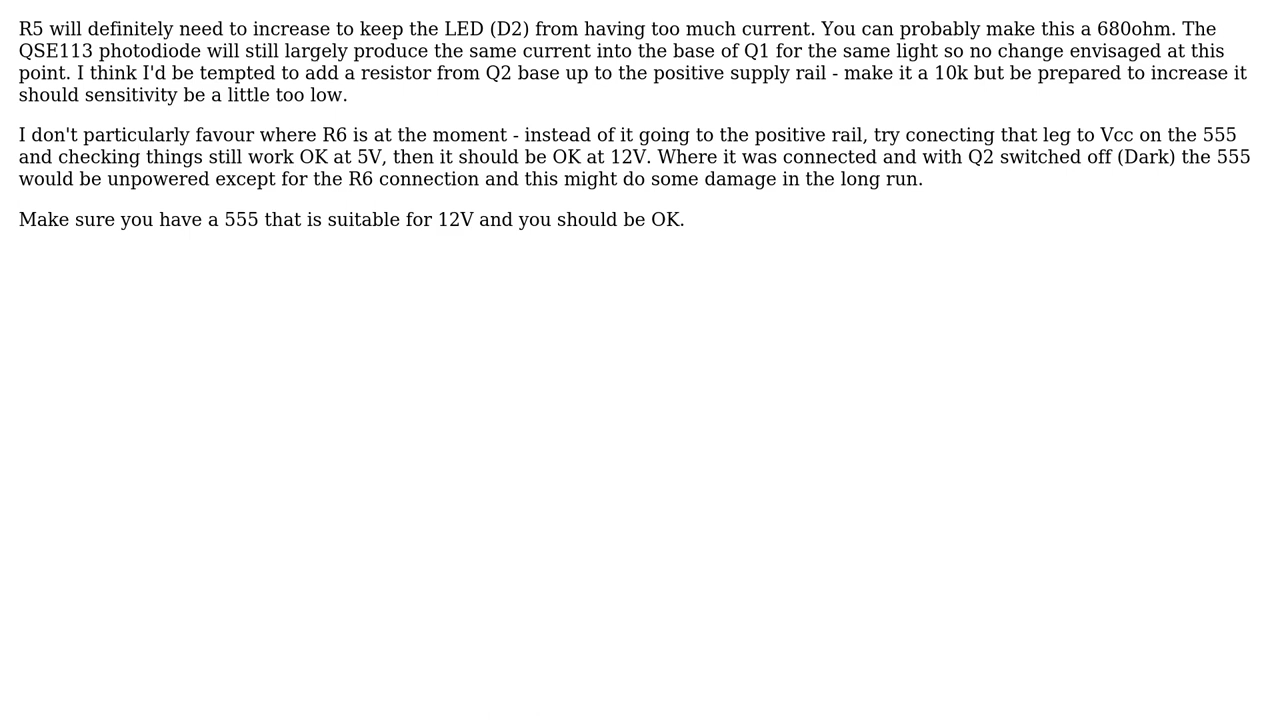 R5 will definitely need to increase to keep the LED (D2) from having too much current. You can probably make this a 680ohm. The
QSE113 photodiode will still largely produce the same current into the base of Q1 for the same light so no change envisaged at this
point. I think I'd be tempted to add a resistor from Q2 base up to the positive supply rail - make it a 10k but be prepared to increase it
should sensitivity be a little too low.
I don't particularly favour where R6 is at the moment - instead of it going to the positive rail, try conecting that leg to Vcc on the 555
and checking things still work OK at 5V, then it should be OK at 12V. Where it was connected and with Q2 switched off (Dark) the 555
would be unpowered except for the R6 connection and this might do some damage in the long run.
Make sure you have a 555 that is suitable for 12V and you should be OK.